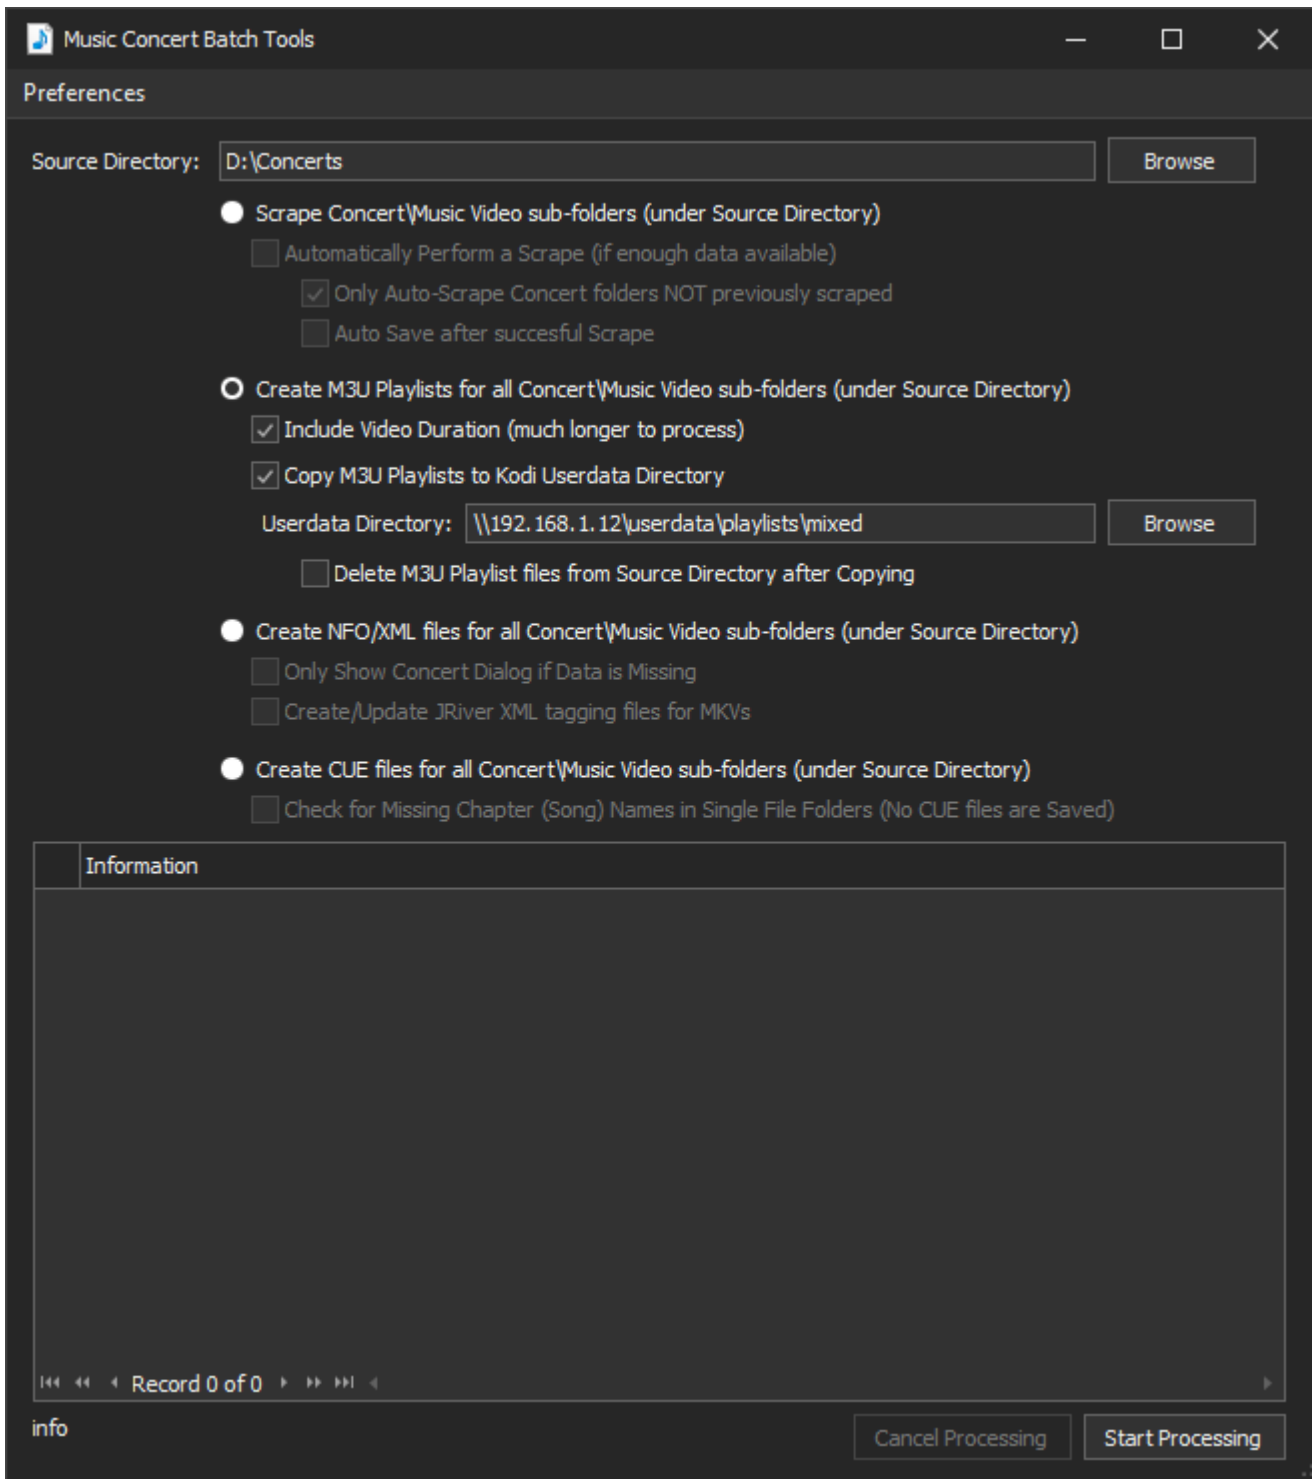 Music Concert Batch Tools
Preferences
Source Directory: D:\Concerts Browse
Scrape Concert\Music Video sub-folders (under Source Directory)
Automatically Perform a Scrape (if enough data available)
Only Auto-Scrape Concert folders NOT previously scraped
Auto Save after succesful Scrape
Create M3U Playlists for all Concert\Music Video sub-folders (under Source Directory)
Include Video Duration (much longer to process)
Copy M3U Playlists to Kodi Userdata Directory
Userdata Directory: \\192.168.1.12\userdata\playlists\mixed Browse
Delete M3U Playlist files from Source Directory after Copying
Create NFO/XML files for all Concert\Music Video sub-folders (under Source Directory)
Only Show Concert Dialog if Data is Missing
Create/Update JRiver XML tagging files for MKVs
Create CUE files for all Concert\Music Video sub-folders (under Source Directory)
Check for Missing Chapter (Song) Names in Single File Folders (No CUE files are Saved)
Information
Record 0 of 0
info Cancel Processing Start Processing